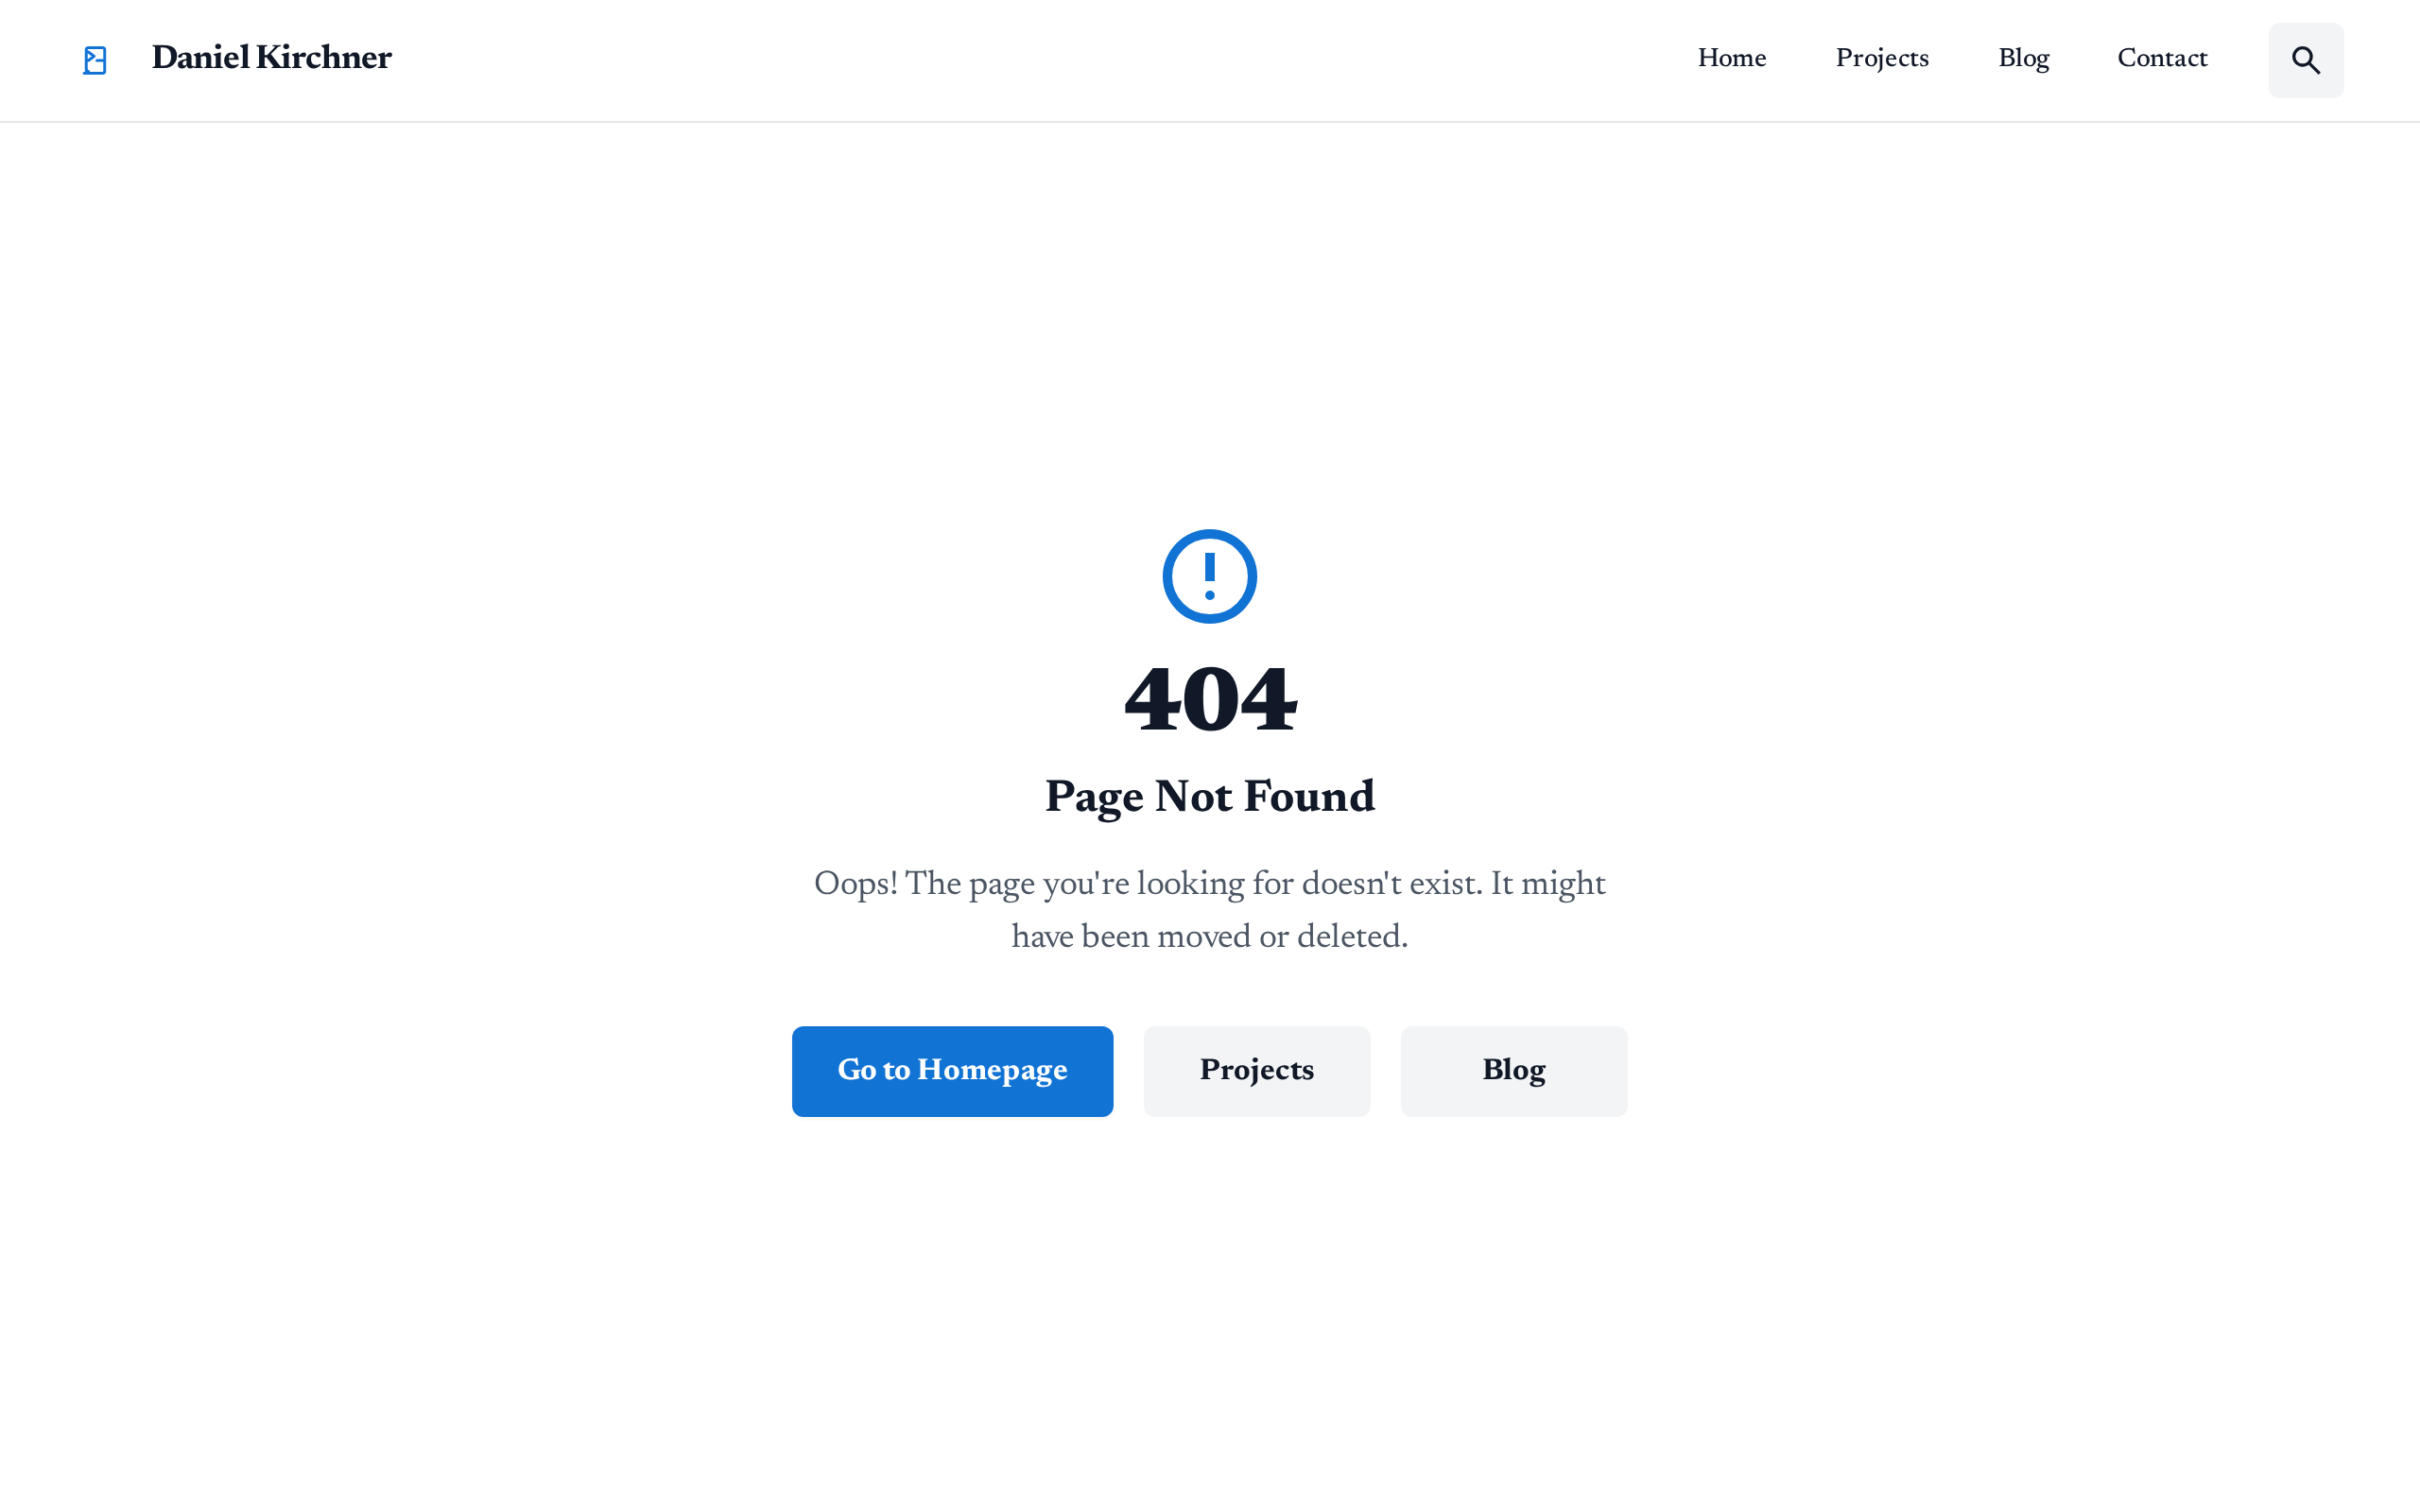 Daniel Kirchner
Home Projects Blog Contact
404
Page Not Found
Oops! The page you're looking for doesn't exist. It might
have been moved or deleted.
Go to Homepage Projects Blog